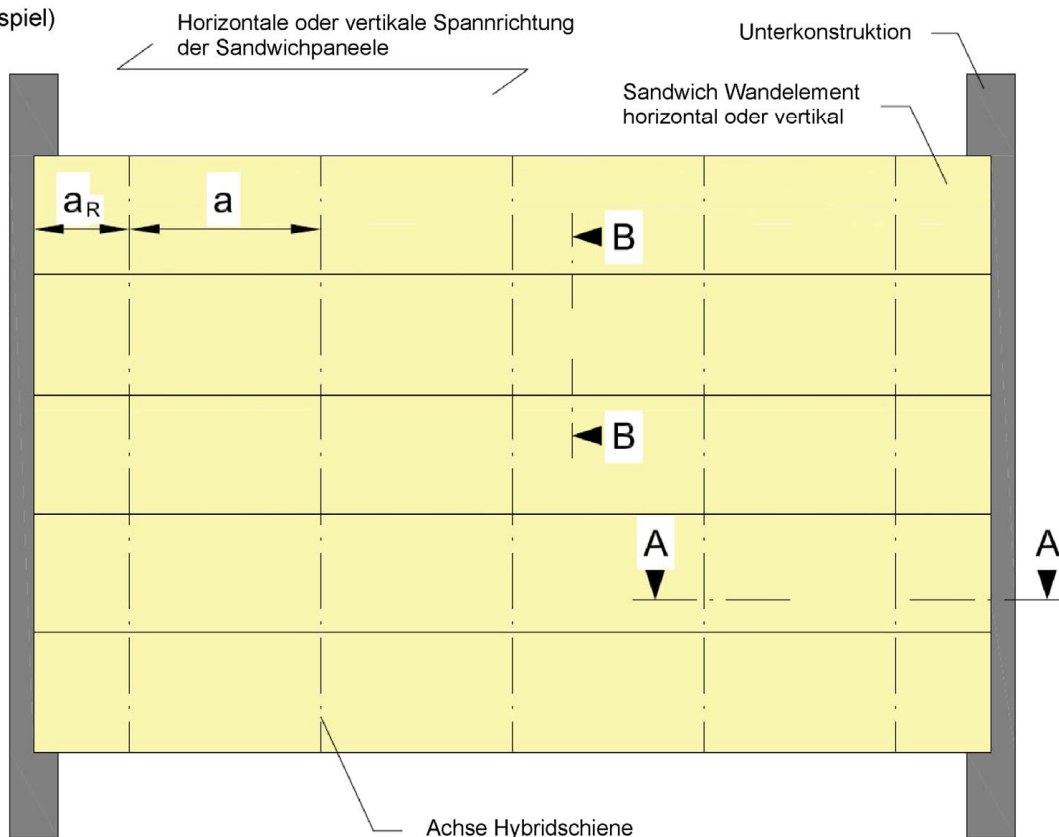 spiel)
Horizontale oder vertikale Spannrichtung
der Sandwichpaneele
Unterkonstruktion
Sandwich Wandelement
horizontal oder vertikal
aR
a
B
B
A
A
Achse Hybridschiene